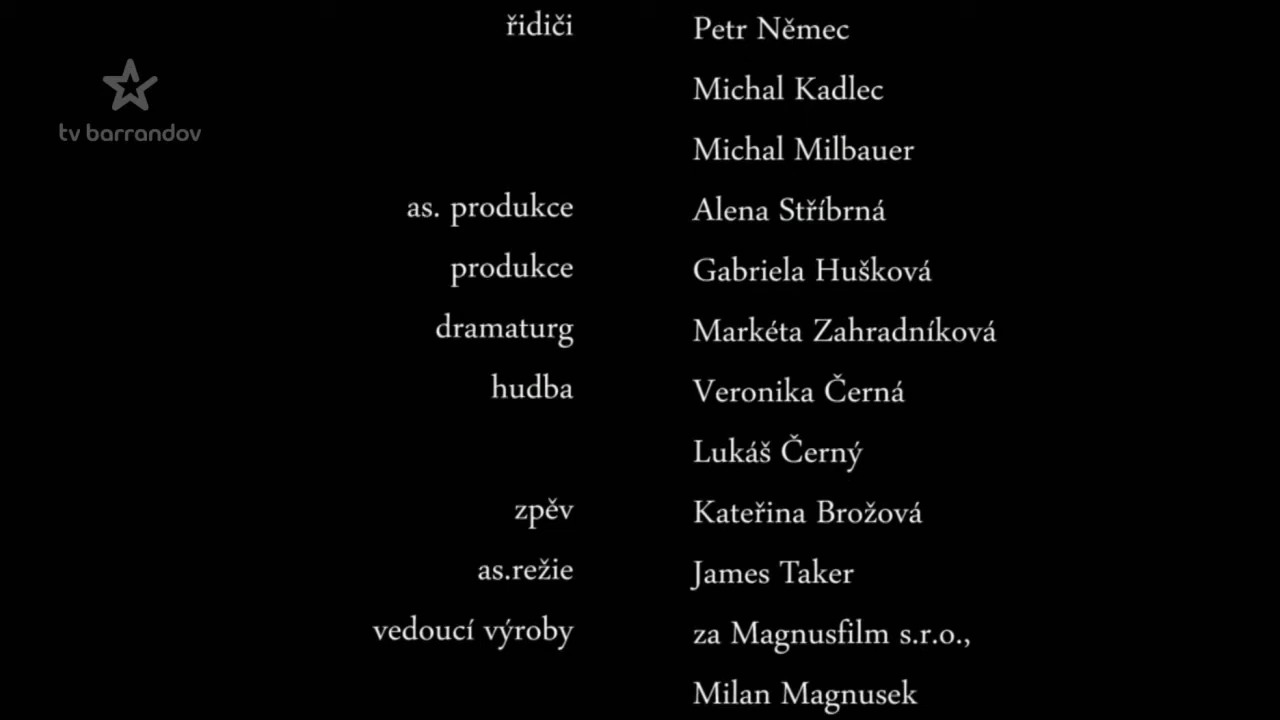 tv barrandov
řidiči Petr Němec
Michal Kadlec
Michal Milbauer
as. produkce Alena Stříbrná
produkce Gabriela Hušková
dramaturg Markéta Zahradníková
hudba Veronika Černá
Lukáš Černý
zpěv Kateřina Brožová
as.režie James Taker
vedoucí výroby za Magnusfilm s.r.o.,
Milan Magnusek